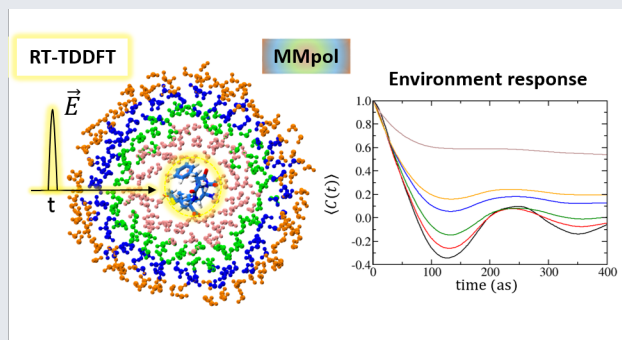 RT-TDDFT
E
t
MMpol
Environment response
⟨C(t)⟩
1.0
0.8
0.6
0.4
0.2
0.0
-0.2
-0.4
0 100 200 300 400
time (as)